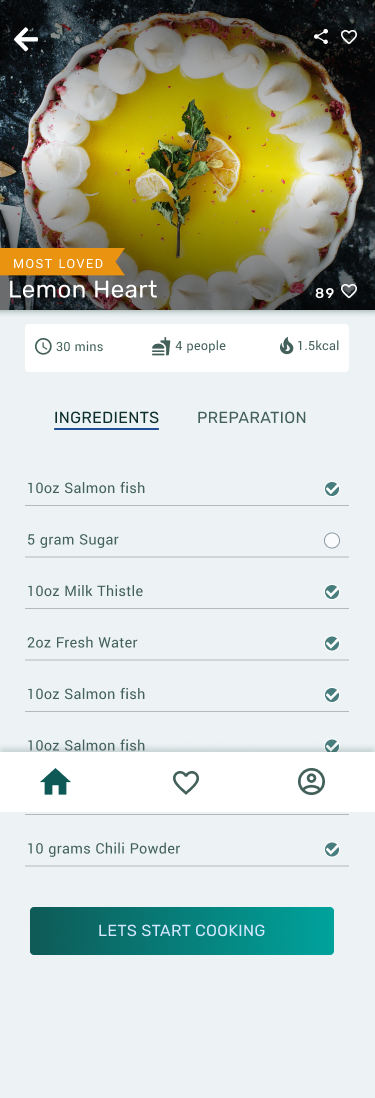 MOST LOVED
Lemon Heart
89
30 mins
4 people
1.5kcal
INGREDIENTS
PREPARATION
10oz Salmon fish
5 gram Sugar
10oz Milk Thistle
2oz Fresh Water
10oz Salmon fish
10oz Salmon fish
10 grams Chili Powder
LETS START COOKING